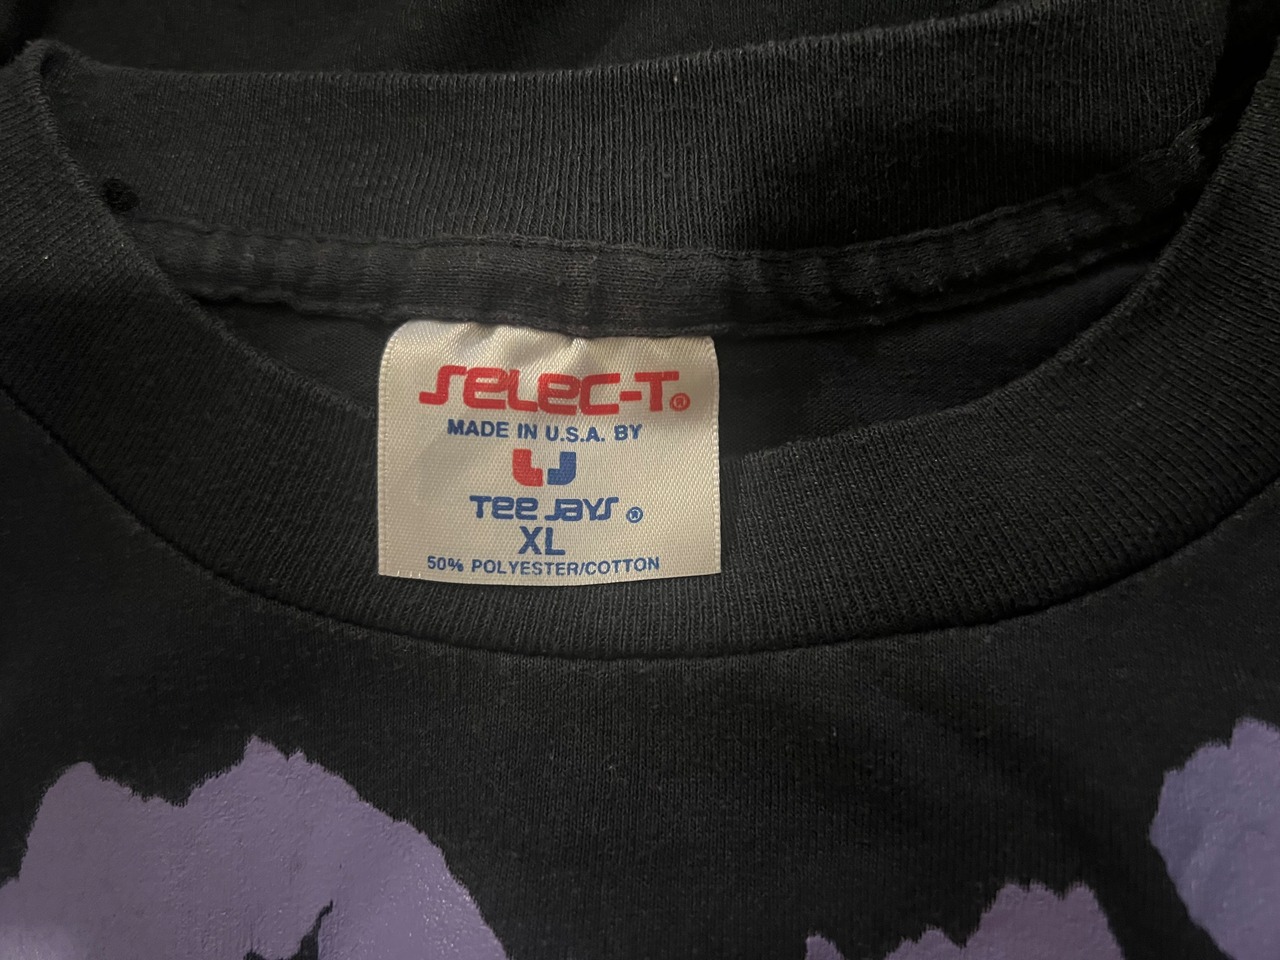 SELEC-T®
MADE IN U.S.A. BY
TEE JAYS ®
XL
50% POLYESTER/COTTON